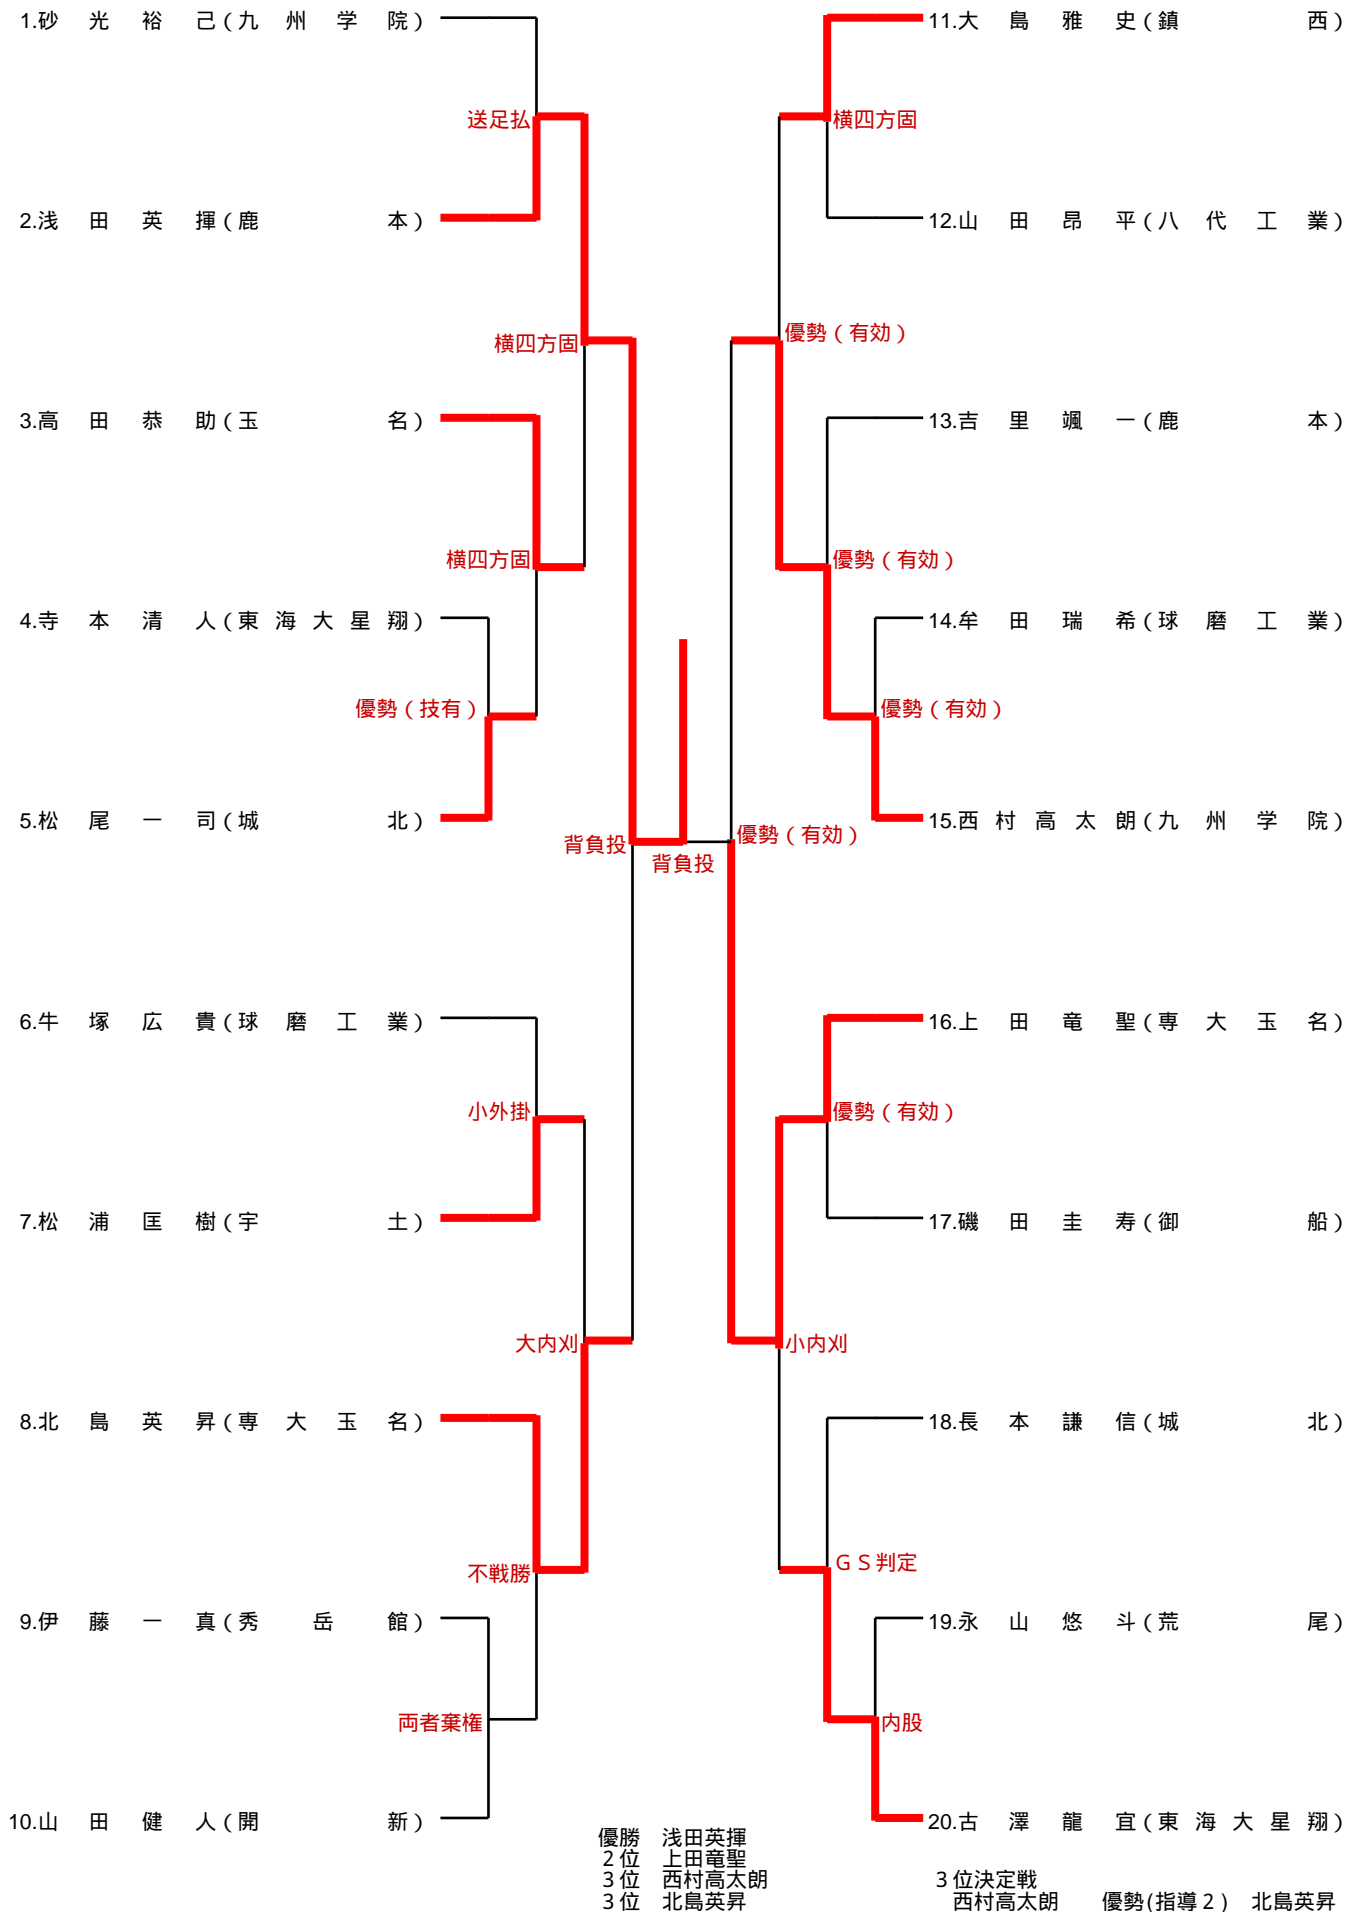 1.砂光裕己(九州学院)
送足払
2.浅田英揮(鹿本)
横四方固
3.高田恭助(玉名)
横四方固
4.寺本清人(東海大星翔)
優勢(技有)
5.松尾一司(城北)
背負投
背負投
6.牛塚広貴(球磨工業)
小外掛
7.松浦匡樹(宇土)
大内刈
8.北島英昇(専大玉名)
不戦勝
9.伊藤一真(秀岳館)
両者棄権
10.山田健人(開新)
11.大島雅史(鎮西)
横四方固
12.山田昂平(八代工業)
優勢(有効)
13.吉里颯一(鹿本)
優勢(有効)
14.牟田瑞希(球磨工業)
優勢(有効)
15.西村高太朗(九州学院)
優勢(有効)
16.上田竜聖(専大玉名)
優勢(有効)
17.磯田圭寿(御船)
小内刈
18.長本謙信(城北)
GS判定
19.永山悠斗(荒尾)
内股
20.古澤龍宜(東海大星翔)
優勝 浅田英揮
2位 上田竜聖
3位 西村高太朗
3位 北島英昇
3位決定戦
西村高太朗 優勢(指導2) 北島英昇